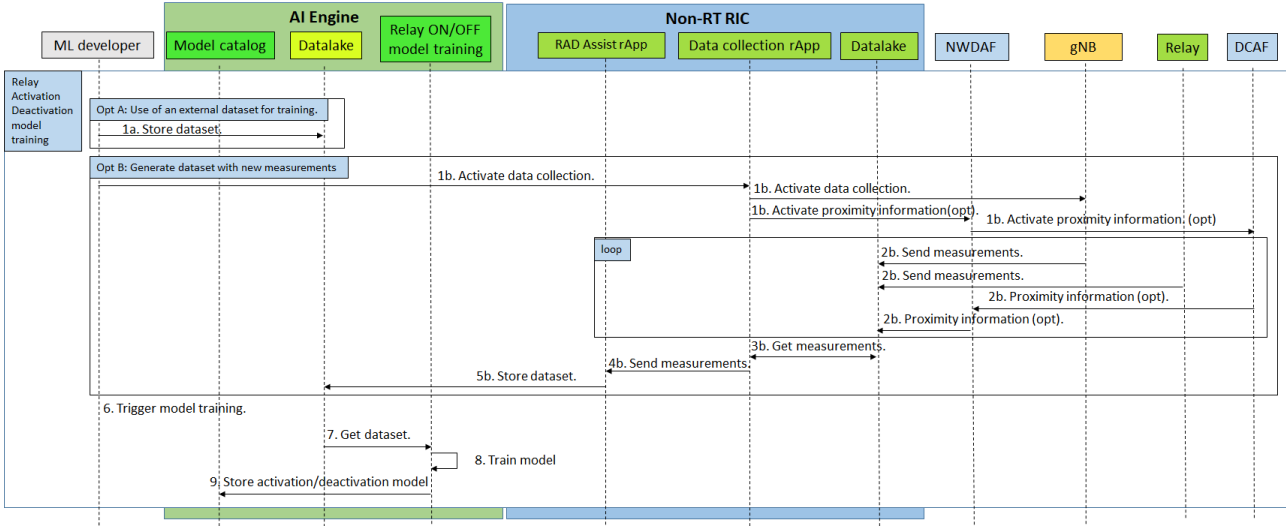 AI Engine
Non-RT RIC
ML developer
Model catalog
Datalake
Relay ON/OFF
model training
RAD Assist rApp
Data collection rApp
Datalake
NWDAF
gNB
Relay
DCAF
Relay
Activation
Deactivation
model
training
Opt A: Use of an external dataset for training.
1a. Store dataset.
Opt B: Generate dataset with new measurements
1b. Activate data collection.
1b. Activate data collection.
1b. Activate proximity information(opt).
1b. Activate proximity information. (opt)
loop
2b. Send measurements.
2b. Send measurements.
2b. Proximity information (opt).
2b. Proximity information (opt).
3b. Get measurements.
4b. Send measurements.
5b. Store dataset.
6. Trigger model training.
7. Get dataset.
8. Train model
9. Store activation/deactivation model